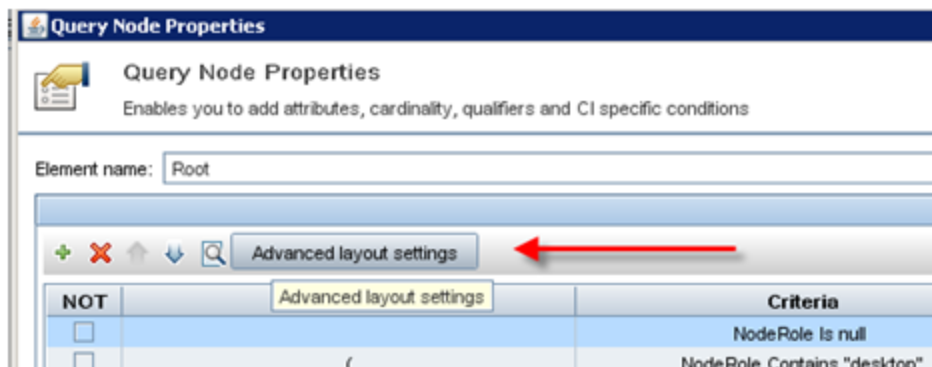 Query Node Properties
Query Node Properties
Enables you to add attributes, cardinality, qualifiers and CI specific conditions
Element name: Root
Advanced layout settings
Advanced layout settings
NOT Criteria
NodeRole Is null
( NodeRole Contains "desktop"